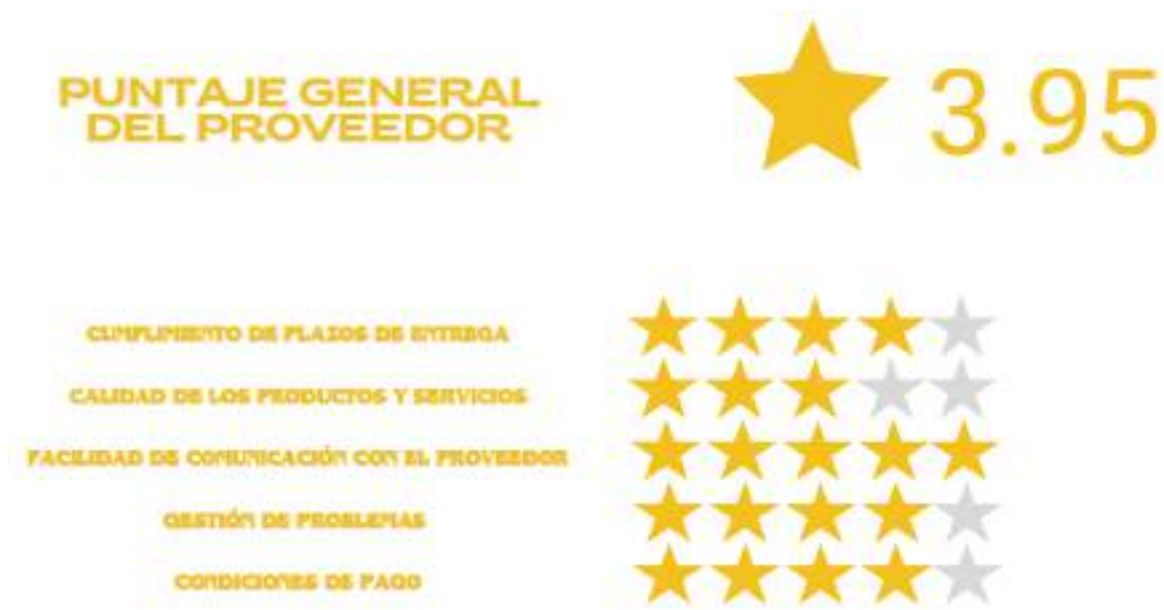 PUNTAJE GENERAL
DEL PROVEEDOR
3.95
CUMPLIMIENTO DE PLAZOS DE ENTREGA
CALIDAD DE LOS PRODUCTOS Y SERVICIOS
FACILIDAD DE COMUNICACIÓN CON EL PROVEEDOR
GESTIÓN DE PROBLEMAS
CONDICIONES DE PAGO